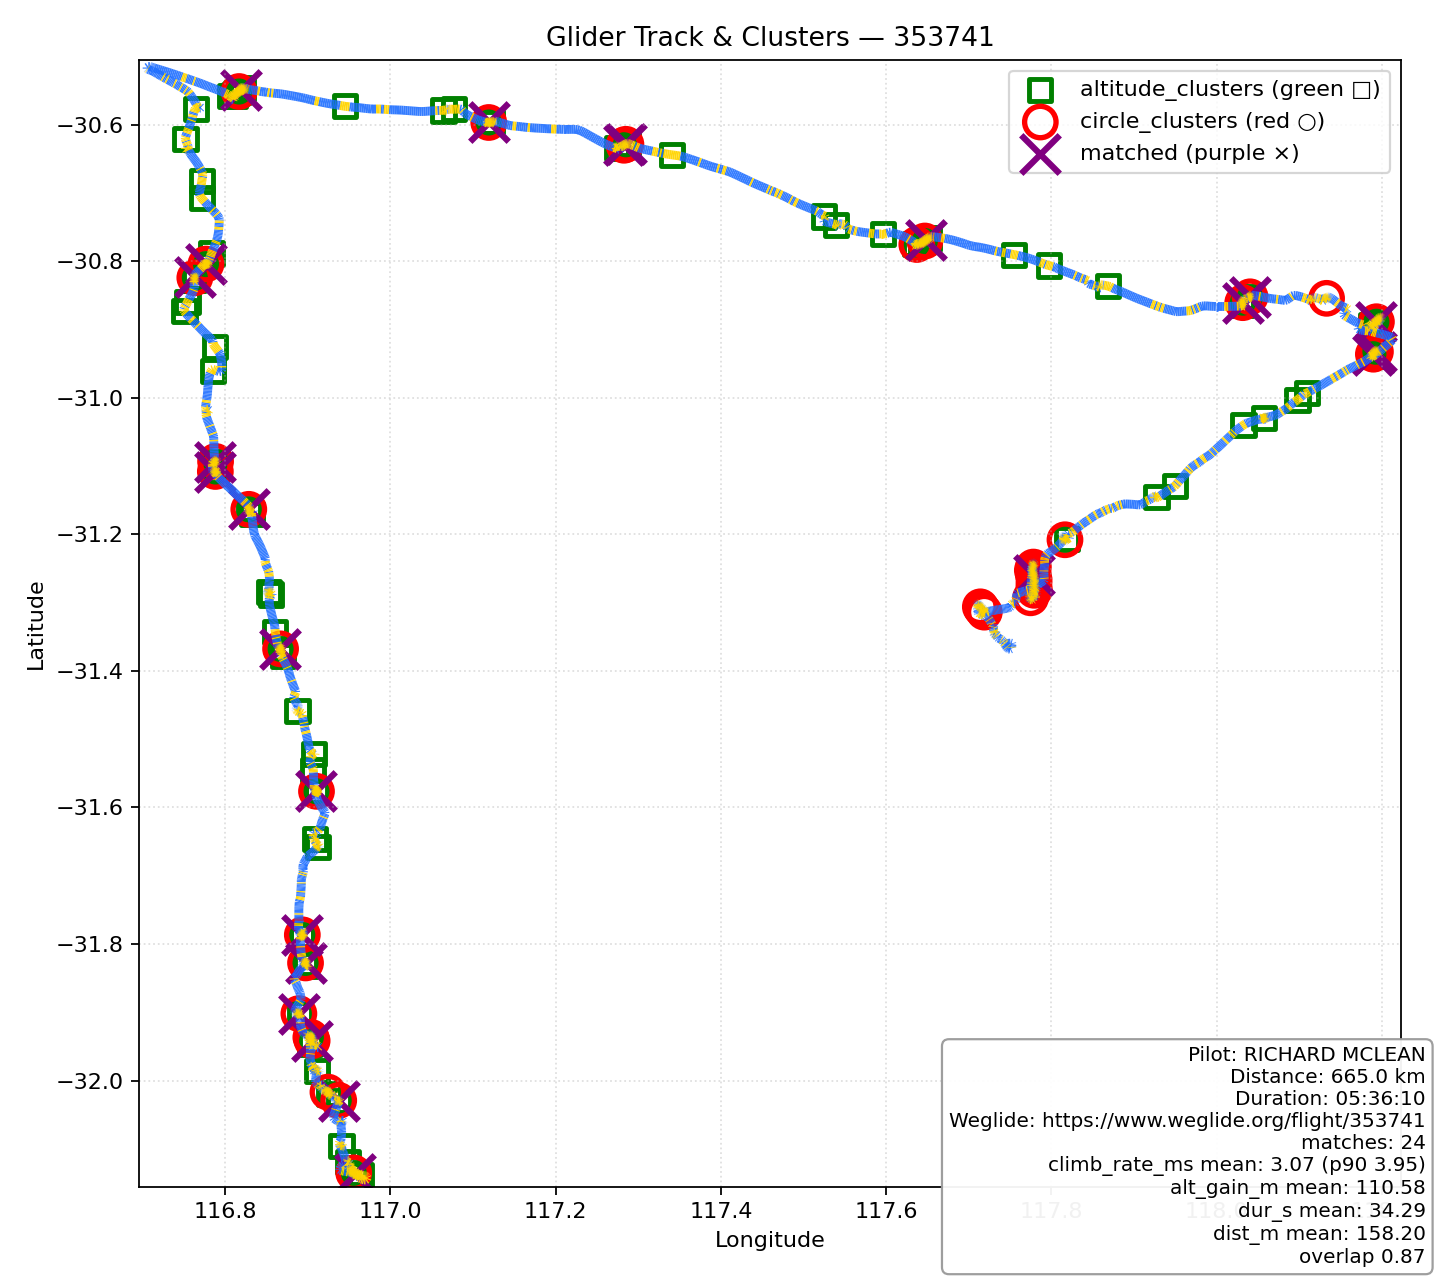 Glider Track & Clusters — 353741
altitude_clusters (green □)
circle_clusters (red ○)
matched (purple ×)
Latitude
−30.6
−30.8
−31.0
−31.2
−31.4
−31.6
−31.8
−32.0
116.8
117.0
117.2
117.4
117.6
117.8
118.0
Longitude
Pilot: RICHARD MCLEAN
Distance: 665.0 km
Duration: 05:36:10
Weglide: https://www.weglide.org/flight/353741
matches: 24
climb_rate_ms mean: 3.07 (p90 3.95)
alt_gain_m mean: 110.58
dur_s mean: 34.29
dist_m mean: 158.20
overlap 0.87